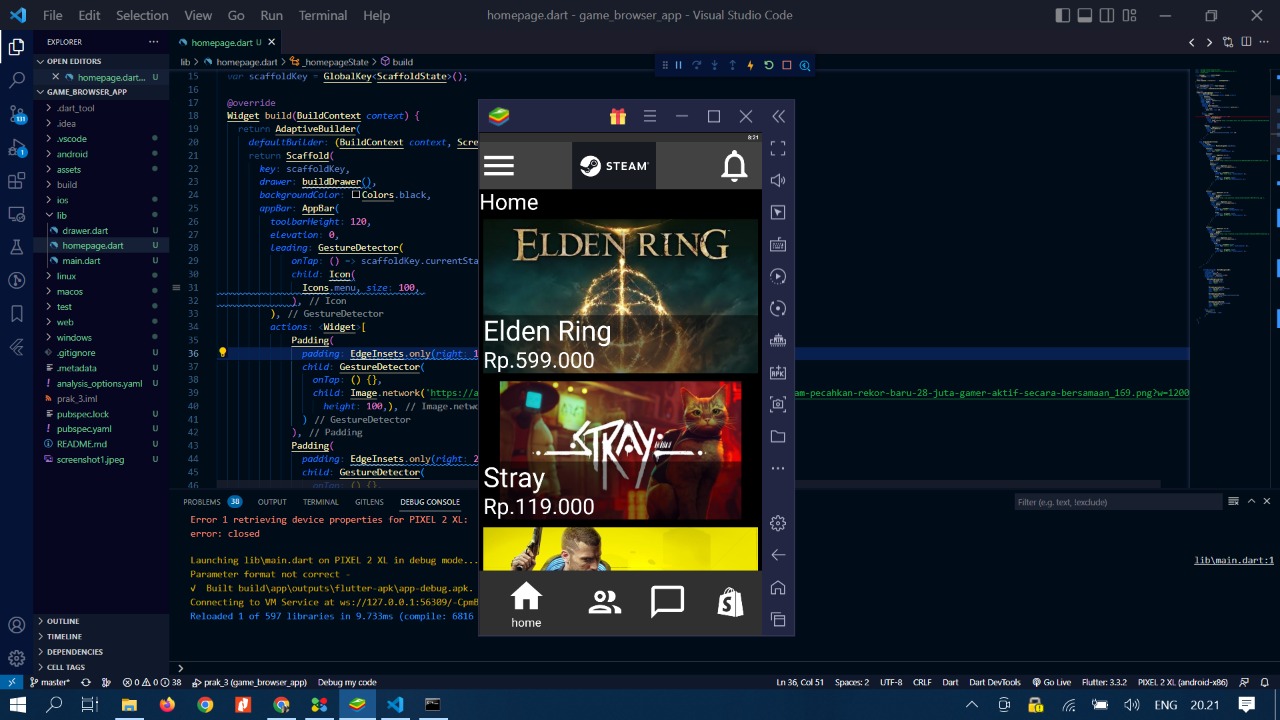 File Edit Selection View Go Run Terminal Help
homepage.dart - game_browser_app - Visual Studio Code
EXPLORER
OPEN EDITORS
homepage.dart... U
GAME_BROWSER_APP
.dart_tool
.idea
.vscode
android
assets
build
ios
lib
drawer.dart U
homepage.dart U
main.dart U
linux
macos
test
web
windows
.gitignore U
.metadata U
analysis_options.yaml U
prak_3.iml U
pubspec.lock U
pubspec.yaml U
README.md U
screenshot1.jpeg U
OUTLINE
TIMELINE
DEPENDENCIES
CELL TAGS
131
1
homepage.dart U
lib > homepage.dart > _homepageState > build
15 var scaffoldKey = GlobalKey<ScaffoldState>();
16
17 @override
18 Widget build(BuildContext context) {
19 return AdaptiveBuilder(
20 defaultBuilder: (BuildContext context, Scre
21 return Scaffold(
22 key: scaffoldKey,
23 drawer: buildDrawer(),
24 backgroundColor: Colors.black,
25 appBar: AppBar(
26 toolbarHeight: 120,
27 elevation: 0,
28 leading: GestureDetector(
29 onTap: () => scaffoldKey.currentSta
30 child: Icon(
31 Icons.menu, size: 100,
32 ), // Icon
33 ), // GestureDetector
34 actions: <Widget>[
35 Padding(
36 padding: EdgeInsets.only(right: 1
37 child: GestureDetector(
38 onTap: () {},
39 child: Image.network("https://a
am-pecahkan-rekor-baru-28-juta-gamer-aktif-secara-bersamaan_169.png?w=1200
40 height: 100,), // Image.netw
41 ) // GestureDetector
42 ), // Padding
43 Padding(
44 padding: EdgeInsets.only(right: 2
45 child: GestureDetector(
46 onTap: () {},
8:21
STEAM
Home
ELDEN RING
Elden Ring
Rp.599.000
STRAY
Stray
Rp.119.000
home
APK
PROBLEMS 38 OUTPUT TERMINAL GITLENS DEBUG CONSOLE
Filter (e.g. text, !exclude)
Error 1 retrieving device properties for PIXEL 2 XL:
error: closed
Launching lib\main.dart on PIXEL 2 XL in debug mode...
lib\main.dart:1
Parameter format not correct -
√ Built build\app\outputs\flutter-apk\app-debug.apk.
Connecting to VM Service at ws://127.0.0.1:56309/-CpmB
Reloaded 1 of 597 libraries in 9.733ms (compile: 6816
master* 0 0 38 prak_3 (game_browser_app) Debug my code
Ln 36, Col 51 Spaces: 2 UTF-8 CRLF Dart Dart DevTools Go Live Flutter: 3.3.2 PIXEL 2 XL (android-x86)
ENG 20.21